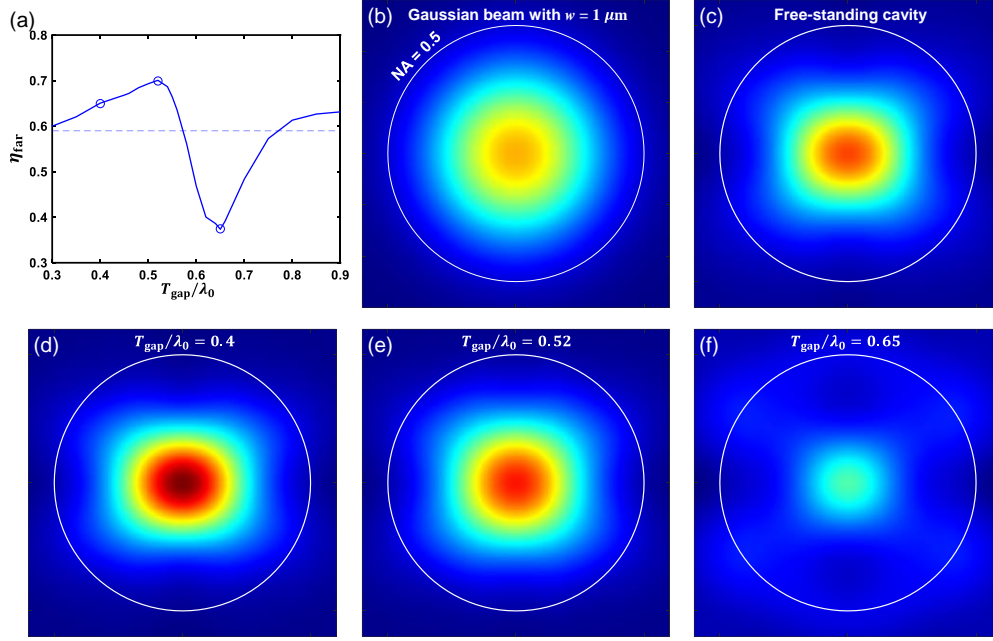 (a)
0.8
0.7
0.6
0.5
0.4
0.3
η_far
0.3 0.4 0.5 0.6 0.7 0.8 0.9
T_gap/λ_0
(b) Gaussian beam with w = 1 μm
NA = 0.5
(c) Free-standing cavity
(d) T_gap/λ_0 = 0.4
(e) T_gap/λ_0 = 0.52
(f) T_gap/λ_0 = 0.65